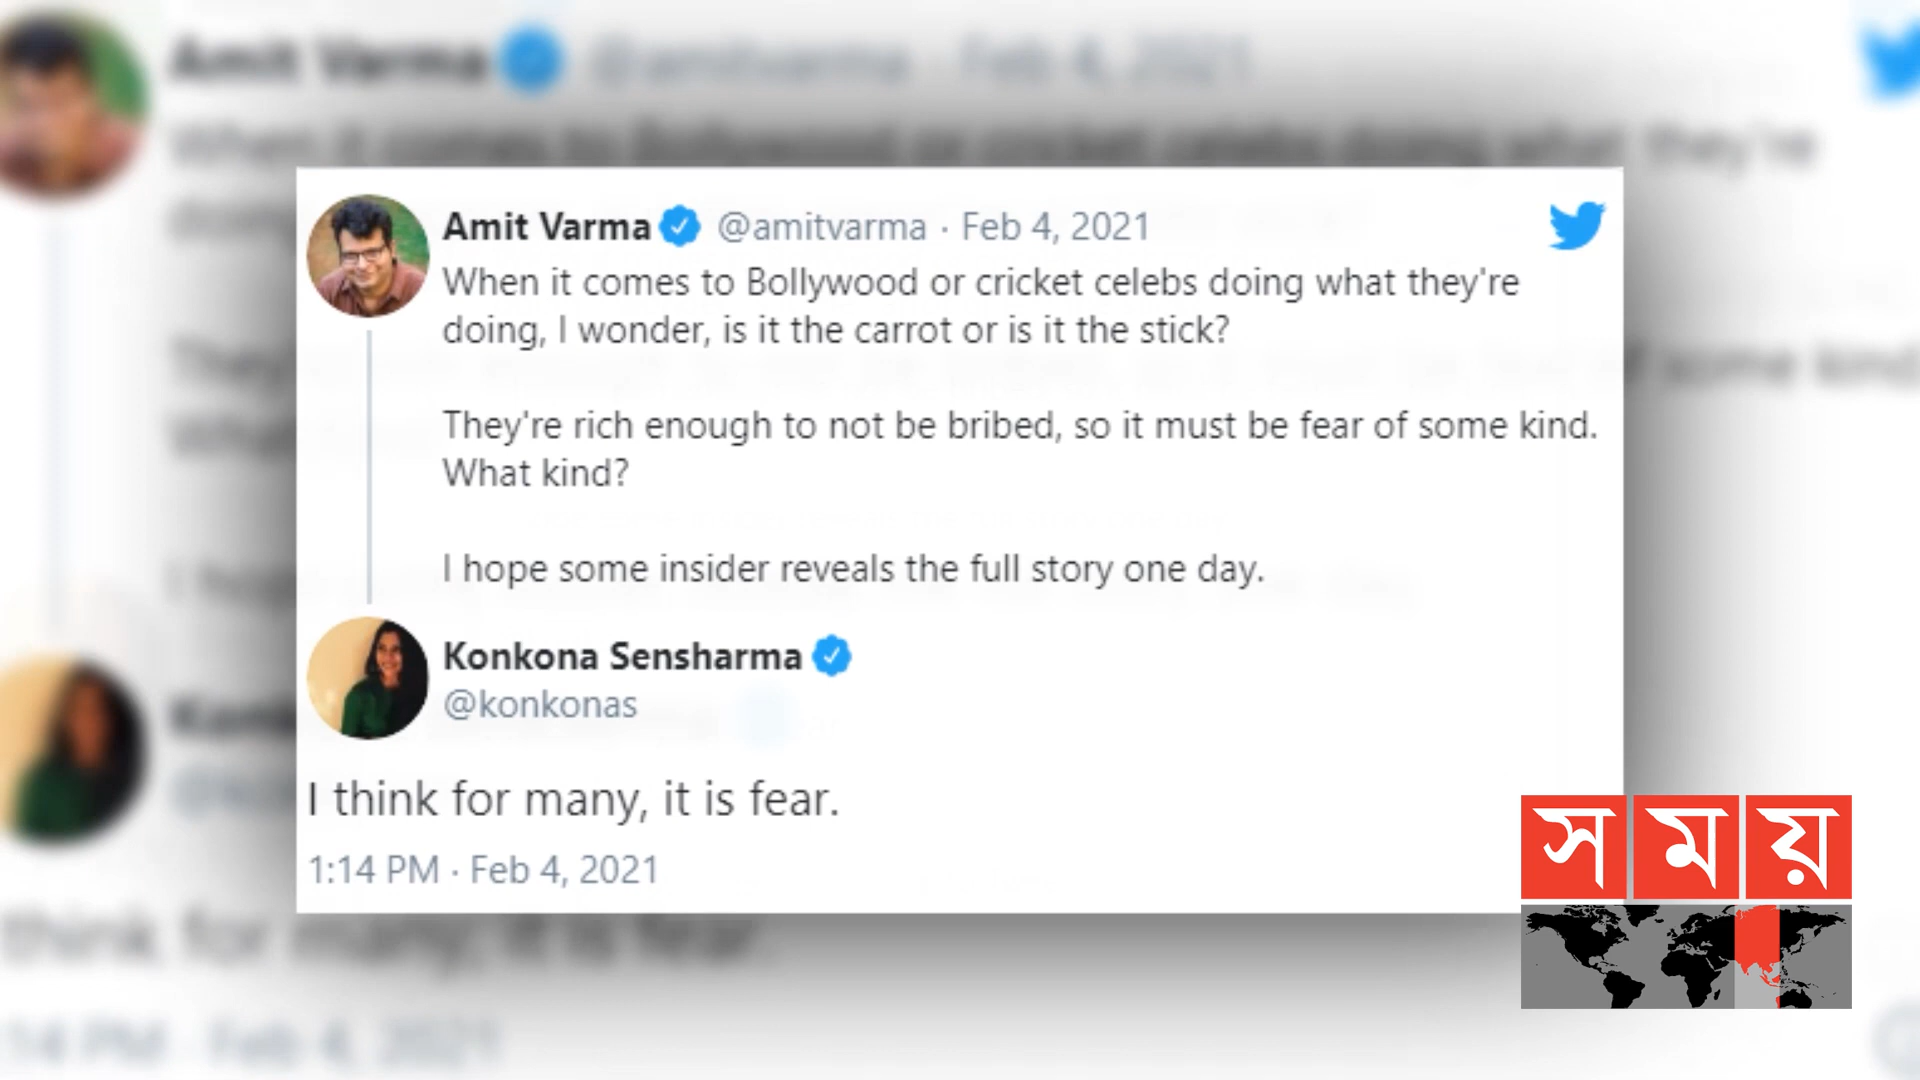 Amit Varma @amitvarma · Feb 4, 2021
When it comes to Bollywood or cricket celebs doing what they're
doing, I wonder, is it the carrot or is it the stick?
They're rich enough to not be bribed, so it must be fear of some kind.
What kind?
I hope some insider reveals the full story one day.
Konkona Sensharma
@konkonas
I think for many, it is fear.
1:14 PM · Feb 4, 2021
সময়